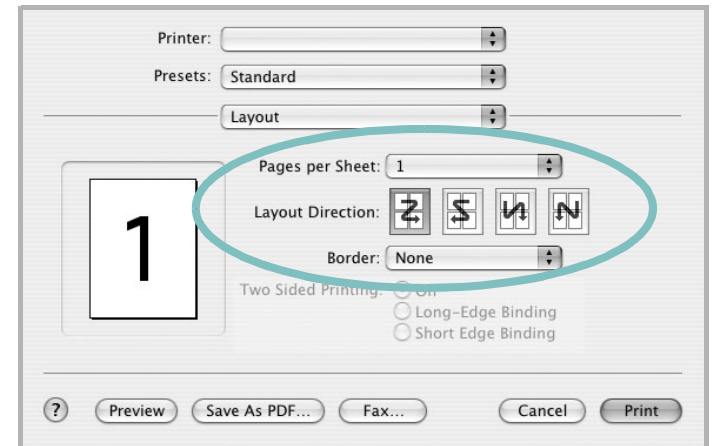 Printer:
Presets: Standard
Layout
Pages per Sheet: 1
Layout Direction:
1
Border: None
Two Sided Printing: Off
Long-Edge Binding
Short Edge Binding
? Preview Save As PDF... Fax... Cancel Print